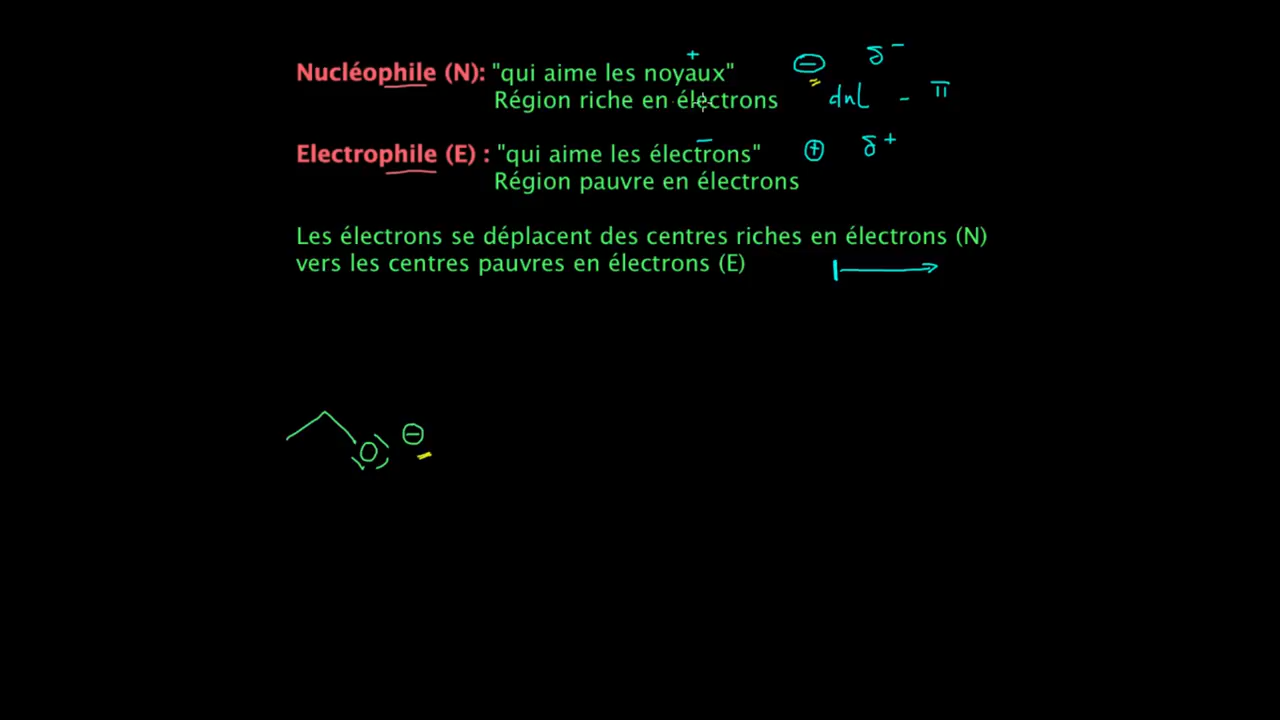 + ⊖ δ⁻
Nucléophile (N): "qui aime les noyaux"
Région riche en électrons dnl - π
− ⊕ δ⁺
Electrophile (E) : "qui aime les électrons"
Région pauvre en électrons
Les électrons se déplacent des centres riches en électrons (N)
vers les centres pauvres en électrons (E)
O ⊖